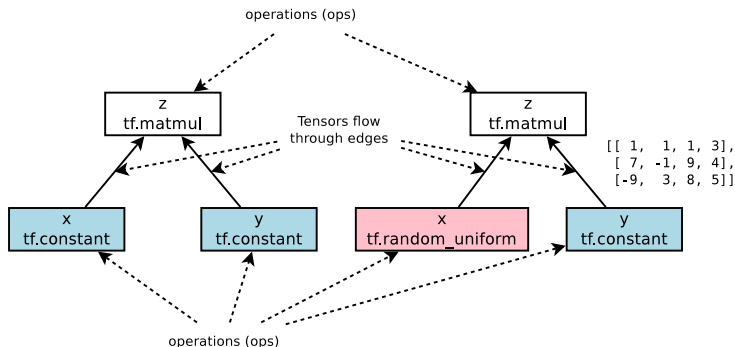 operations (ops)
z
tf.matmul
z
tf.matmul
Tensors flow
through edges
[[ 1,  1, 1, 3],
[ 7, -1, 9, 4],
[-9,  3, 8, 5]]
x
tf.constant
y
tf.constant
x
tf.random_uniform
y
tf.constant
operations (ops)